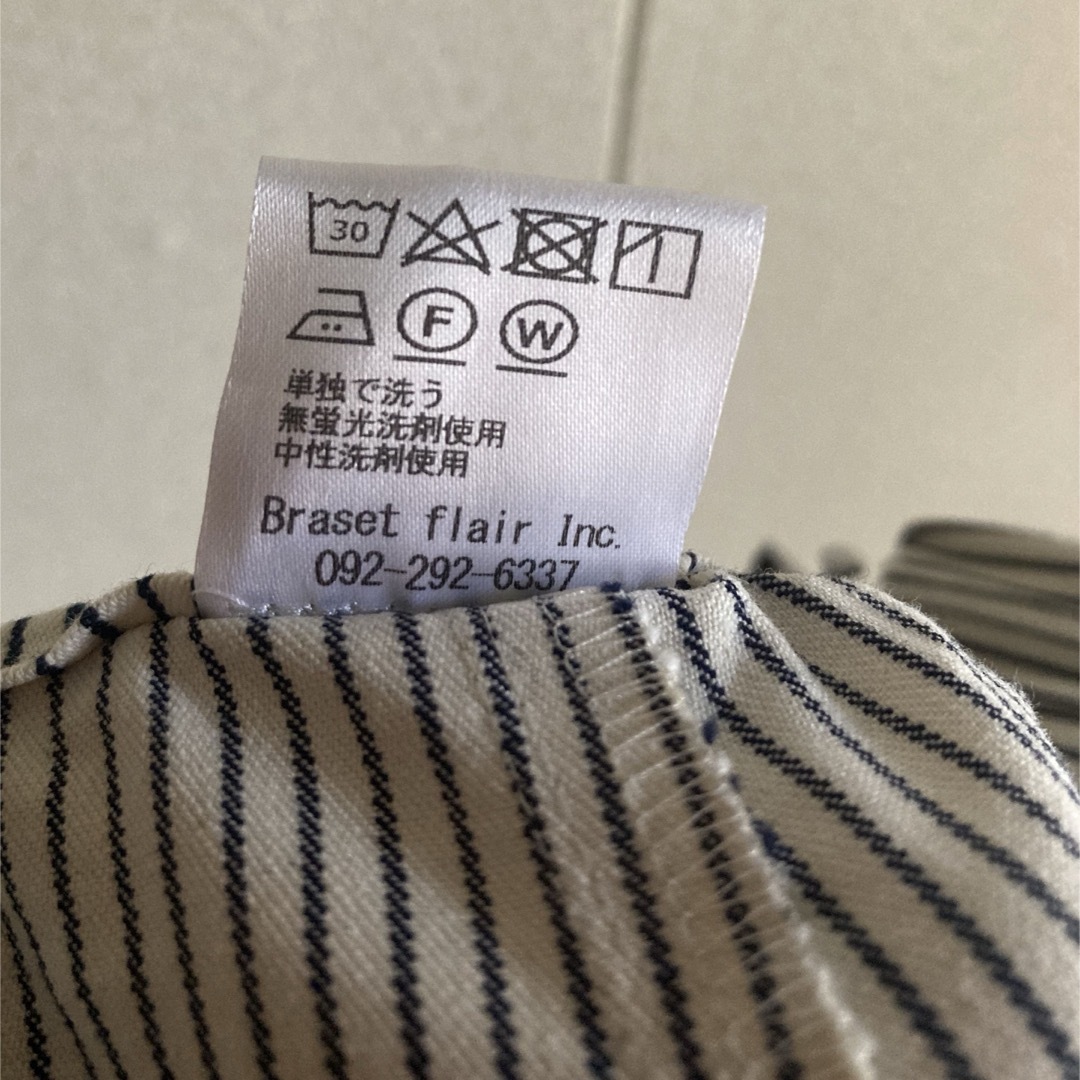 30
F W
単独で洗う
無蛍光洗剤使用
中性洗剤使用
Braset flair Inc.
092-292-6337